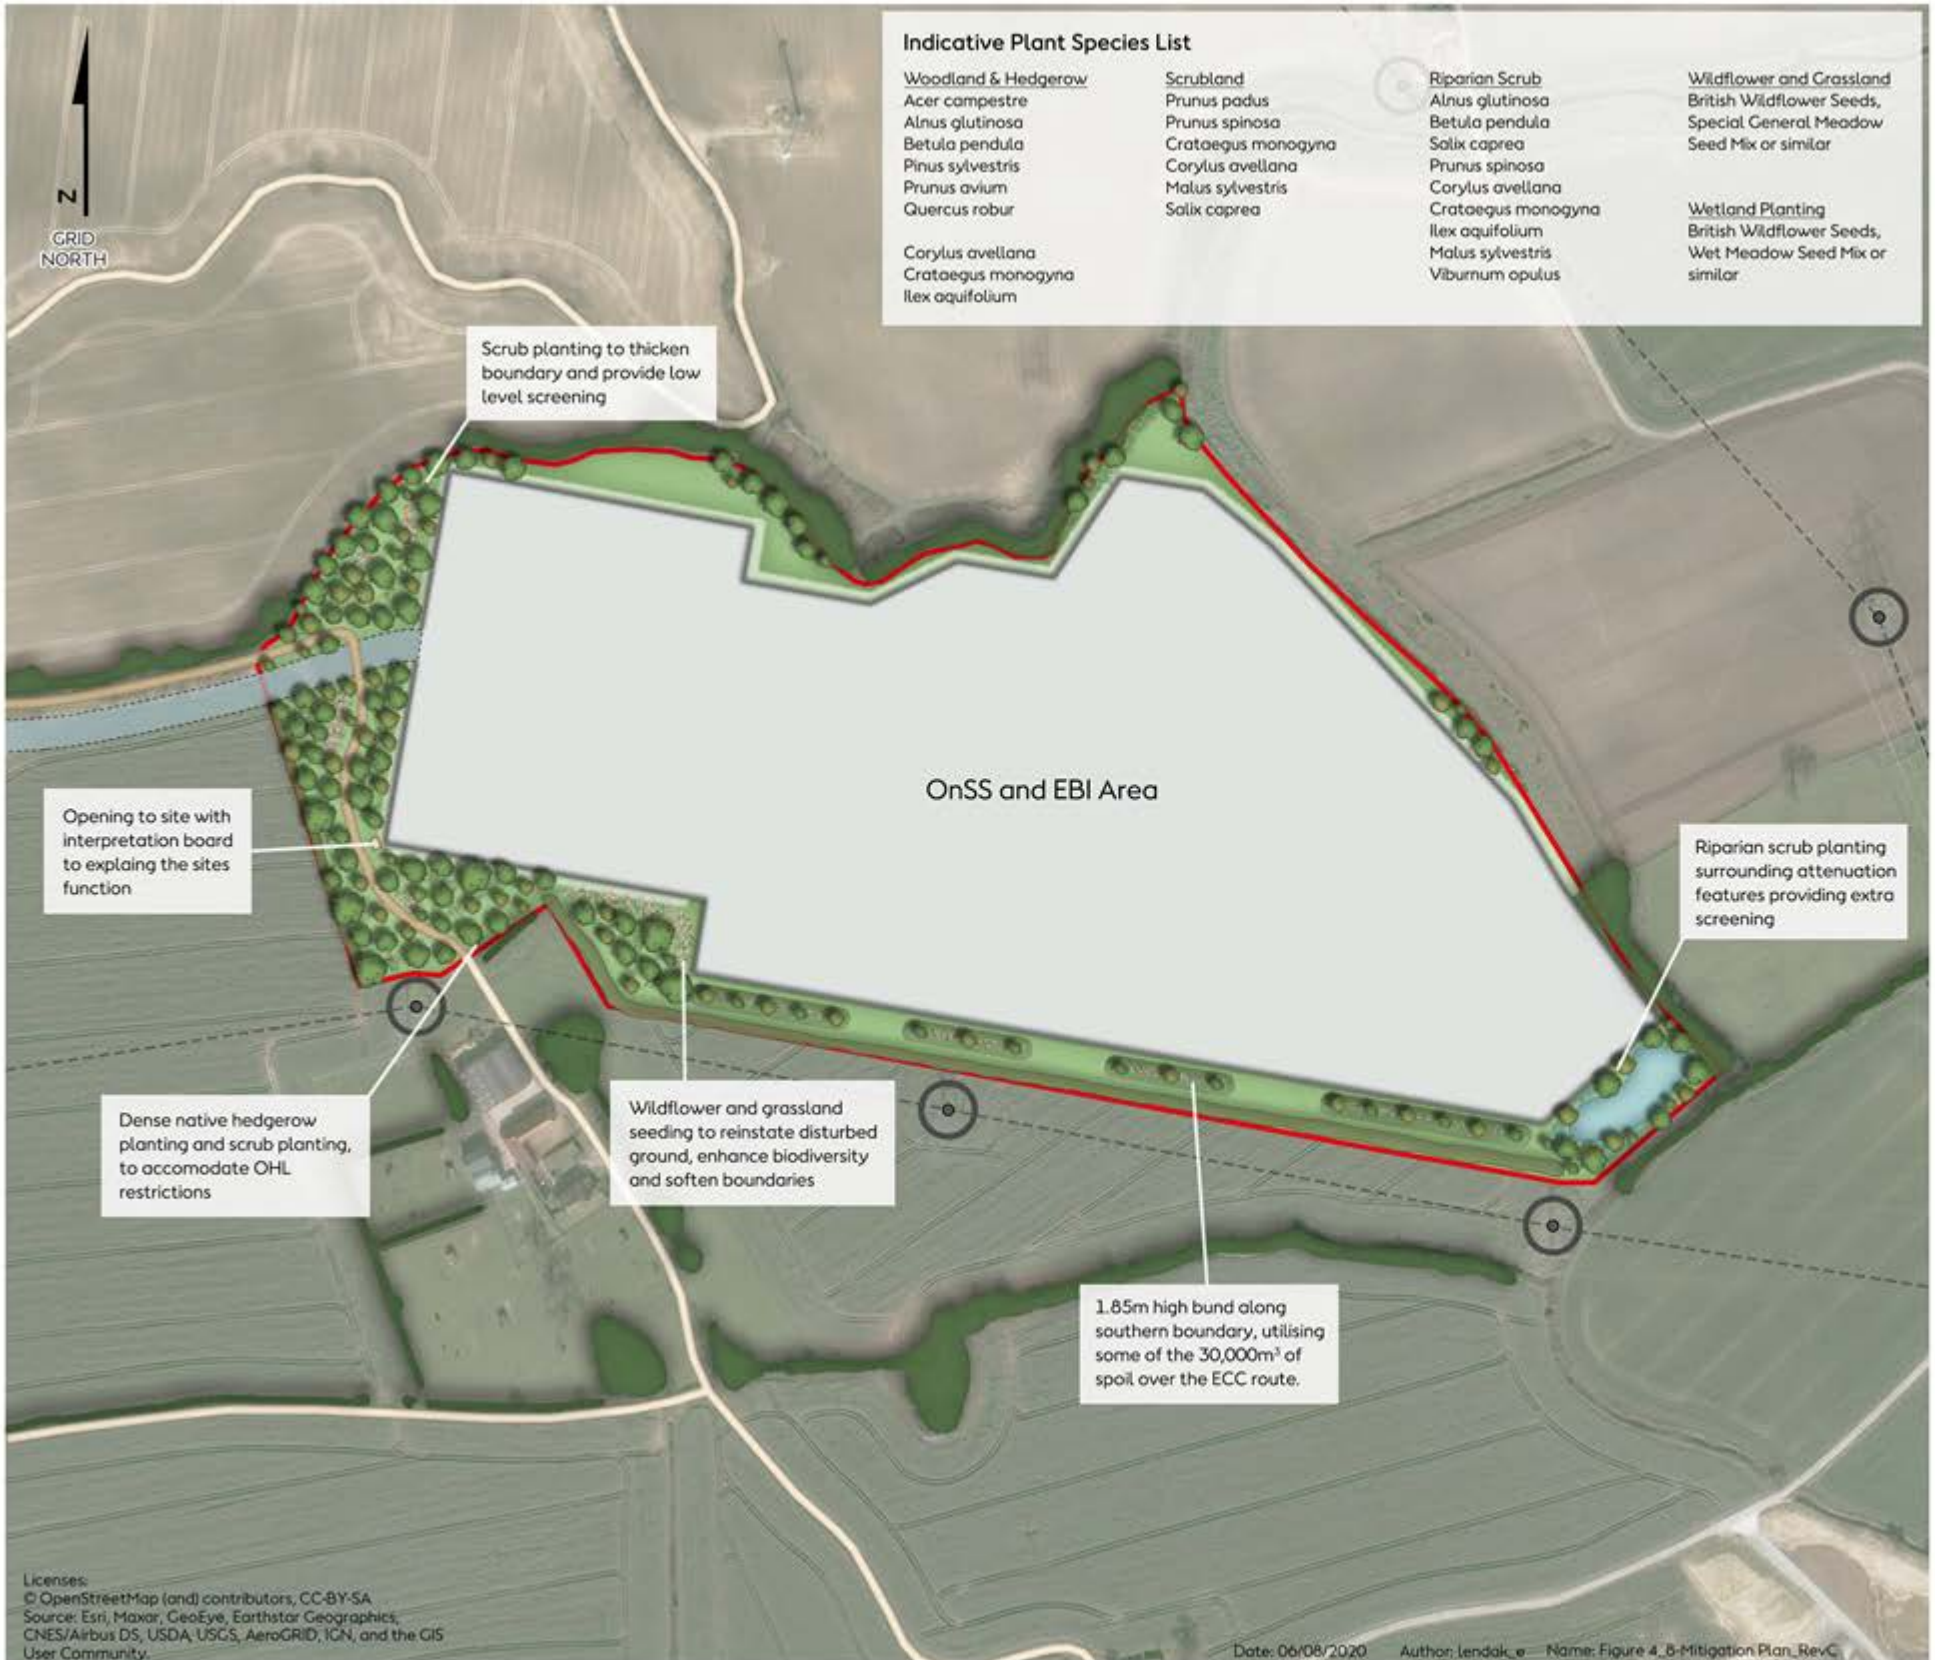 Indicative Plant Species List
Woodland & Hedgerow
Acer campestre
Alnus glutinosa
Betula pendula
Pinus sylvestris
Prunus avium
Quercus robur
Corylus avellana
Crataegus monogyna
Ilex aquifolium
Scrubland
Prunus padus
Prunus spinosa
Crataegus monogyna
Corylus avellana
Malus sylvestris
Salix caprea
Riparian Scrub
Alnus glutinosa
Betula pendula
Salix caprea
Prunus spinosa
Corylus avellana
Crataegus monogyna
Ilex aquifolium
Malus sylvestris
Viburnum opulus
Wildflower and Grassland
British Wildflower Seeds,
Special General Meadow
Seed Mix or similar
Wetland Planting
British Wildflower Seeds,
Wet Meadow Seed Mix or
similar
N
GRID
NORTH
Scrub planting to thicken
boundary and provide low
level screening
OnSS and EBI Area
Opening to site with
interpretation board
to explaing the sites
function
Riparian scrub planting
surrounding attenuation
features providing extra
screening
Dense native hedgerow
planting and scrub planting,
to accomodate OHL
restrictions
Wildflower and grassland
seeding to reinstate disturbed
ground, enhance biodiversity
and soften boundaries
1.85m high bund along
southern boundary, utilising
some of the 30,000m³ of
spoil over the ECC route.
Licenses:
© OpenStreetMap (and) contributors, CC-BY-SA
Source: Esri, Maxar, GeoEye, Earthstar Geographics,
CNES/Airbus DS, USDA, USGS, AeroGRID, IGN, and the GIS
User Community.
Date: 06/08/2020 Author: lendak_e Name: Figure 4_8-Mitigation Plan_RevC